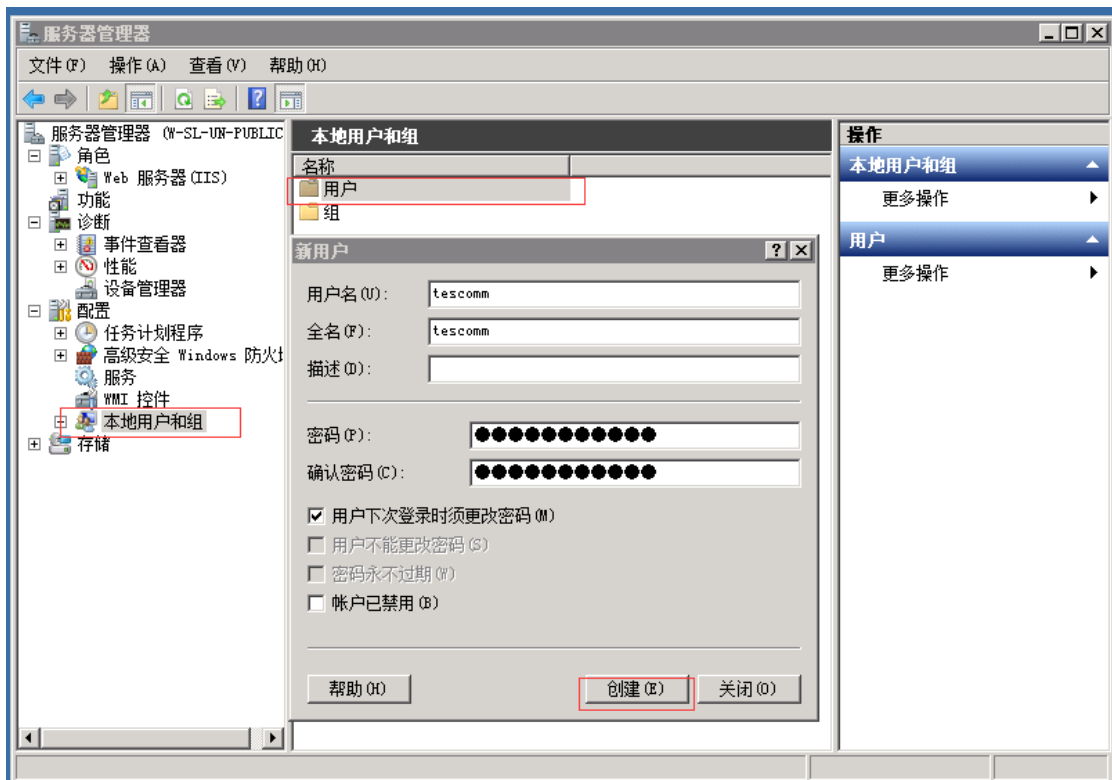 服务器管理器
文件(F) 操作(A) 查看(V) 帮助(H)
服务器管理器 (W-SL-UN-PUBLIC
角色
Web 服务器(IIS)
功能
诊断
事件查看器
性能
设备管理器
配置
任务计划程序
高级安全 Windows 防火
服务
WMI 控件
本地用户和组
存储
本地用户和组
名称
用户
组
新用户
用户名(U): tescomm
全名(F): tescomm
描述(D):
密码(P): ●●●●●●●●●●●
确认密码(C): ●●●●●●●●●●●
用户下次登录时须更改密码(M)
用户不能更改密码(S)
密码永不过期(W)
帐户已禁用(B)
帮助(H) 创建(E) 关闭(O)
操作
本地用户和组
更多操作
用户
更多操作